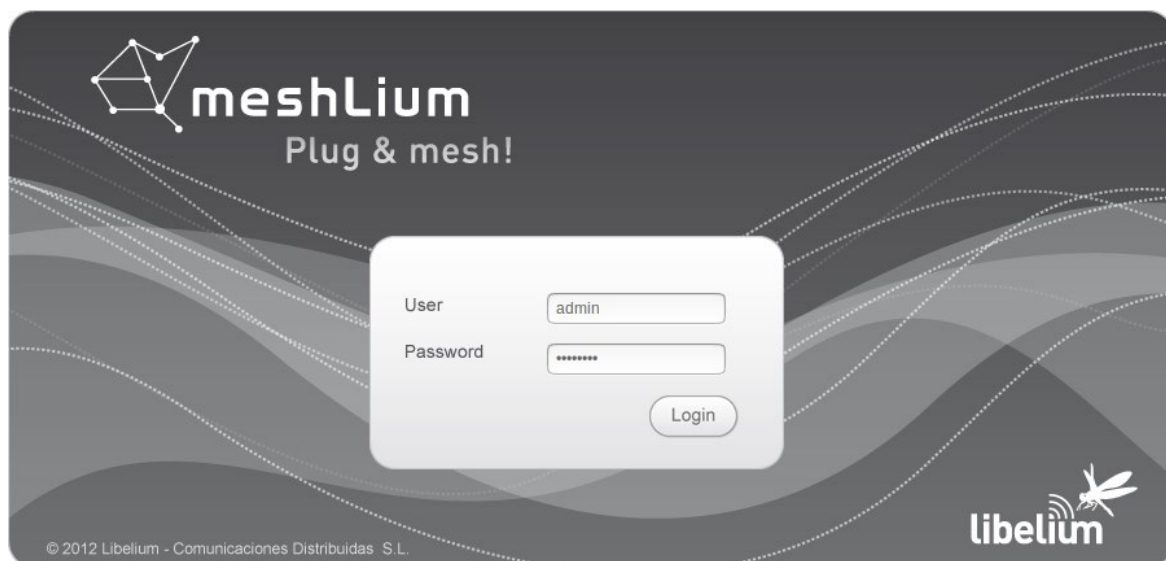 meshLium
Plug & mesh!
User
admin
Password
••••••••
Login
libelium
© 2012 Libelium - Comunicaciones Distribuidas S.L.